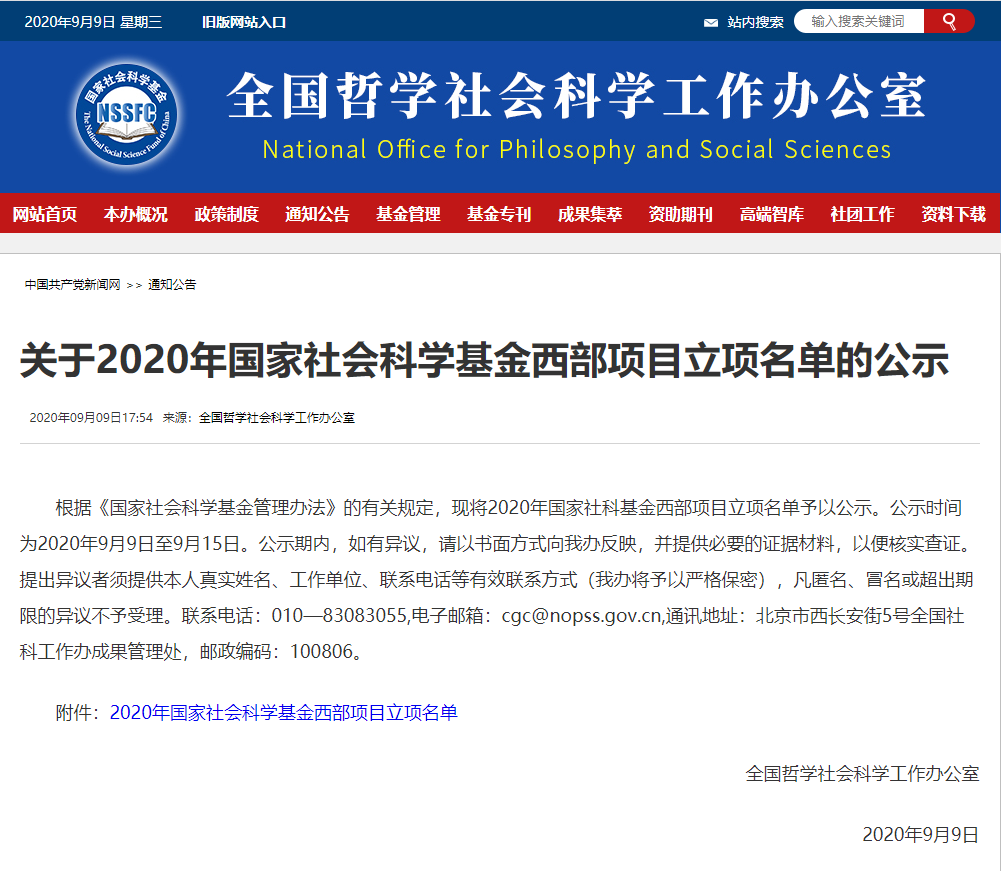 2020年9月9日 星期三 旧版网站入口 站内搜索 输入搜索关键词
国家社会科学基金
NSSFC
The National Social Science Fund of China
全国哲学社会科学工作办公室
National Office for Philosophy and Social Sciences
网站首页 本办概况 政策制度 通知公告 基金管理 基金专刊 成果集萃 资助期刊 高端智库 社团工作 资料下载
中国共产党新闻网 >> 通知公告
关于2020年国家社会科学基金西部项目立项名单的公示
2020年09月09日17:54 来源：全国哲学社会科学工作办公室
根据《国家社会科学基金管理办法》的有关规定，现将2020年国家社科基金西部项目立项名单予以公示。公示时间
为2020年9月9日至9月15日。公示期内，如有异议，请以书面方式向我办反映，并提供必要的证据材料，以便核实查证。
提出异议者须提供本人真实姓名、工作单位、联系电话等有效联系方式（我办将予以严格保密），凡匿名、冒名或超出期
限的异议不予受理。联系电话：010—83083055,电子邮箱：cgc@nopss.gov.cn,通讯地址：北京市西长安街5号全国社
科工作办成果管理处，邮政编码：100806。
附件：2020年国家社会科学基金西部项目立项名单
全国哲学社会科学工作办公室
2020年9月9日